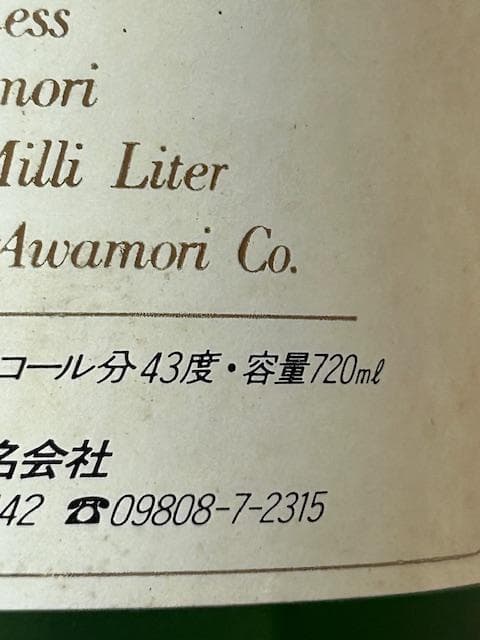 ess
mori
Milli Liter
Awamori Co.
コール分43度・容量720ml
名会社
42 ☎09808-7-2315